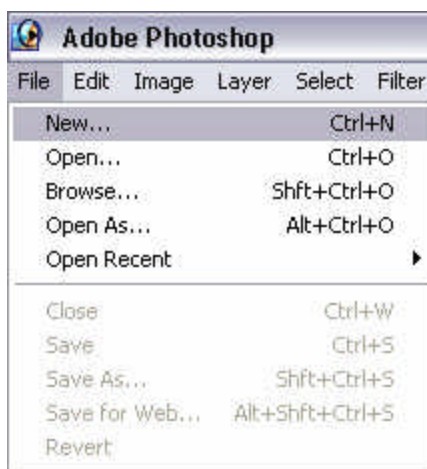 Adobe Photoshop
File Edit Image Layer Select Filter
New... Ctrl+N
Open... Ctrl+O
Browse... Shft+Ctrl+O
Open As... Alt+Ctrl+O
Open Recent
Close Ctrl+W
Save Ctrl+S
Save As... Shft+Ctrl+S
Save for Web... Alt+Shft+Ctrl+S
Revert